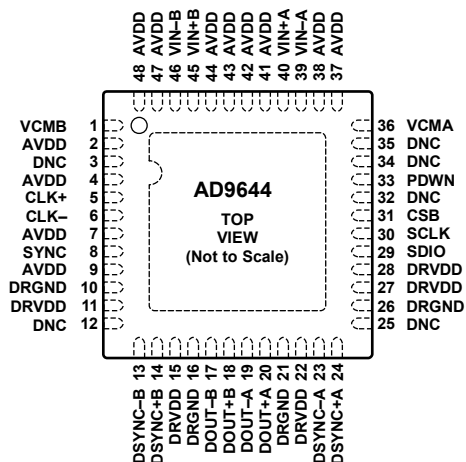 48 AVDD
47 AVDD
46 VIN–B
45 VIN+B
44 AVDD
43 AVDD
42 AVDD
41 AVDD
40 VIN+A
39 VIN–A
38 AVDD
37 AVDD
VCMB 1
AVDD 2
DNC 3
AVDD 4
CLK+ 5
CLK– 6
AVDD 7
SYNC 8
AVDD 9
DRGND 10
DRVDD 11
DNC 12
AD9644
TOP
VIEW
(Not to Scale)
36 VCMA
35 DNC
34 DNC
33 PDWN
32 DNC
31 CSB
30 SCLK
29 SDIO
28 DRVDD
27 DRVDD
26 DRGND
25 DNC
DSYNC–B 13
DSYNC+B 14
DRVDD 15
DRGND 16
DOUT–B 17
DOUT+B 18
DOUT–A 19
DOUT+A 20
DRGND 21
DRVDD 22
DSYNC–A 23
DSYNC+A 24